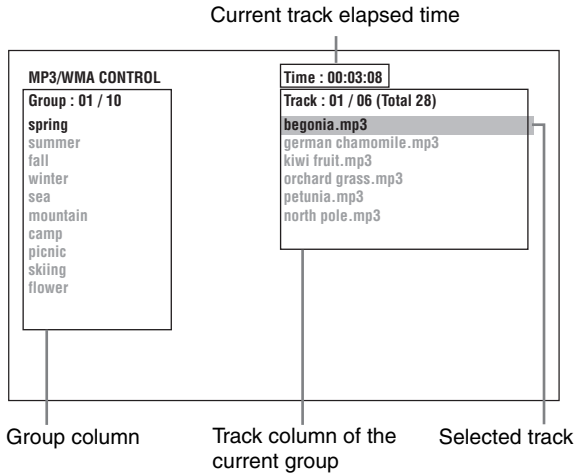 Current track elapsed time
MP3/WMA CONTROL
Group : 01 / 10
spring
summer
fall
winter
sea
mountain
camp
picnic
skiing
flower
Time : 00:03:08
Track : 01 / 06 (Total 28)
begonia.mp3
german chamomile.mp3
kiwi fruit.mp3
orchard grass.mp3
petunia.mp3
north pole.mp3
Group column
Track column of the
current group
Selected track